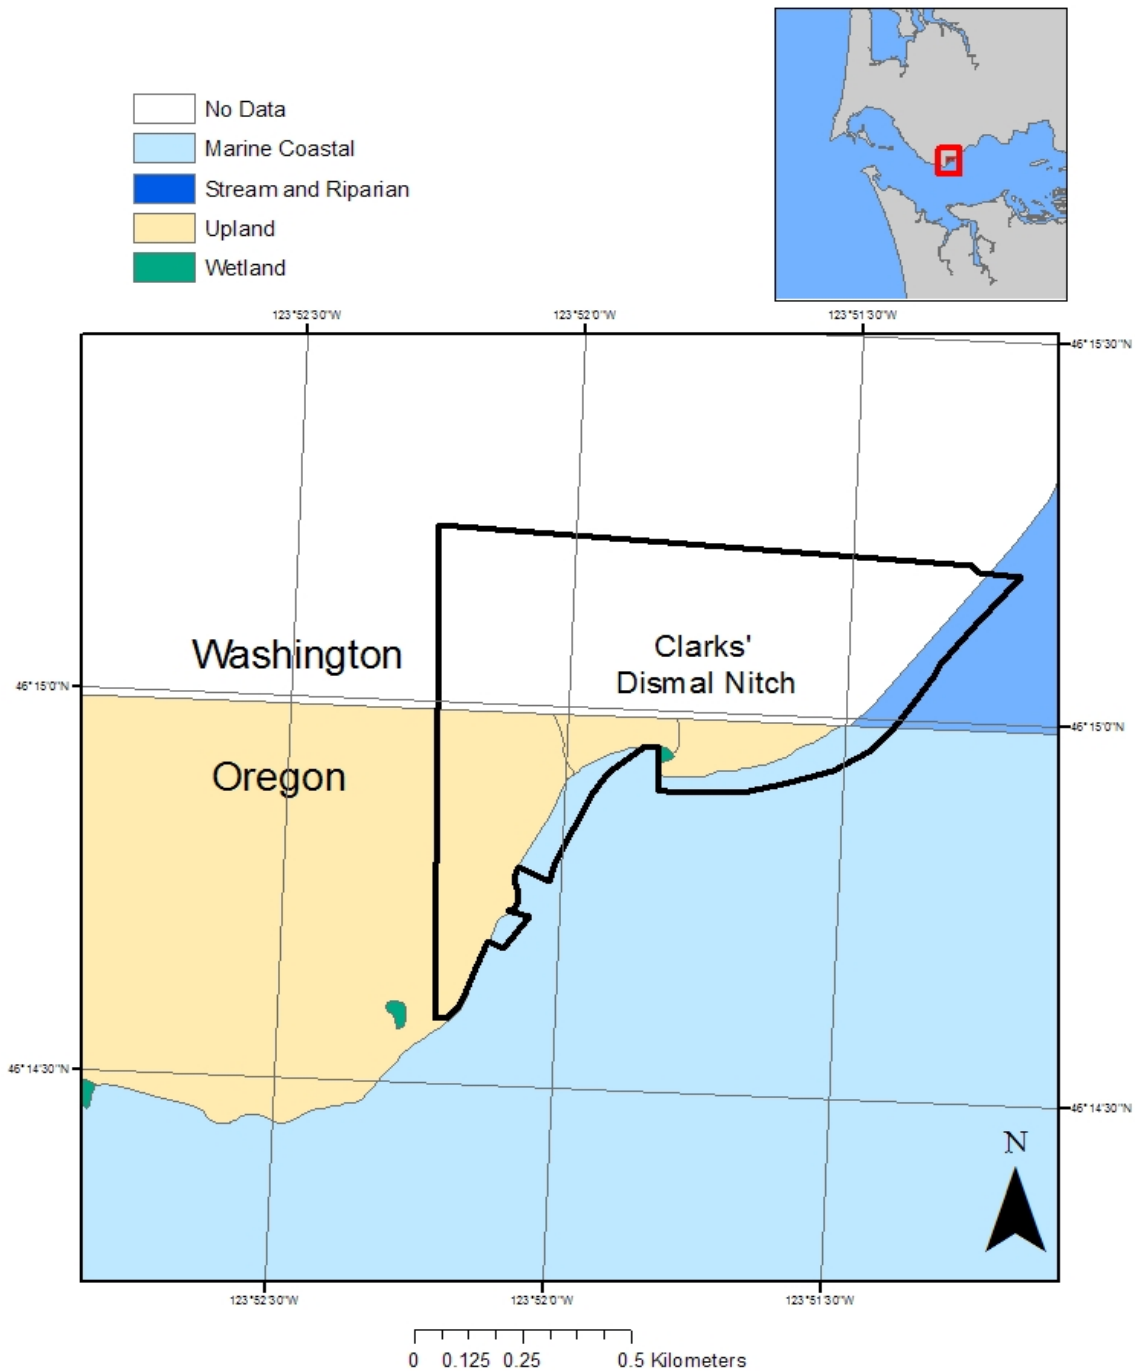 No Data
Marine Coastal
Stream and Riparian
Upland
Wetland
123°52'30"W
123°52'0"W
123°51'30"W
46°15'30"N
Washington
Clarks'
Dismal Nitch
46°15'0"N
46°15'0"N
Oregon
46°14'30"N
46°14'30"N
N
123°52'30"W
123°52'0"W
123°51'30"W
0 0.125 0.25 0.5 Kilometers